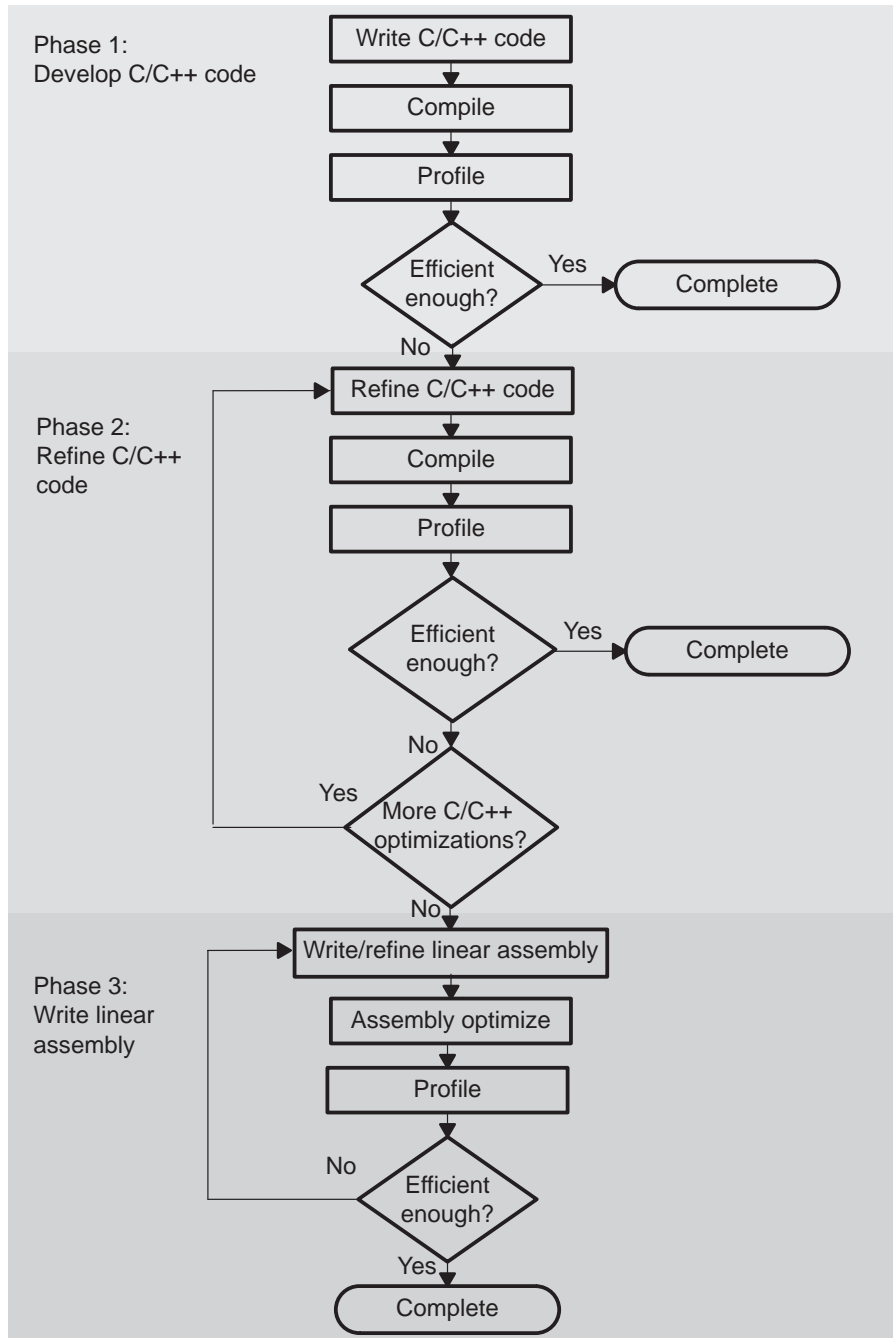 Phase 1:
Develop C/C++ code
Write C/C++ code
Compile
Profile
Efficient
enough?
Yes
Complete
No
Phase 2:
Refine C/C++
code
Refine C/C++ code
Compile
Profile
Efficient
enough?
Yes
Complete
No
More C/C++
optimizations?
Yes
No
Phase 3:
Write linear
assembly
Write/refine linear assembly
Assembly optimize
Profile
Efficient
enough?
No
Yes
Complete